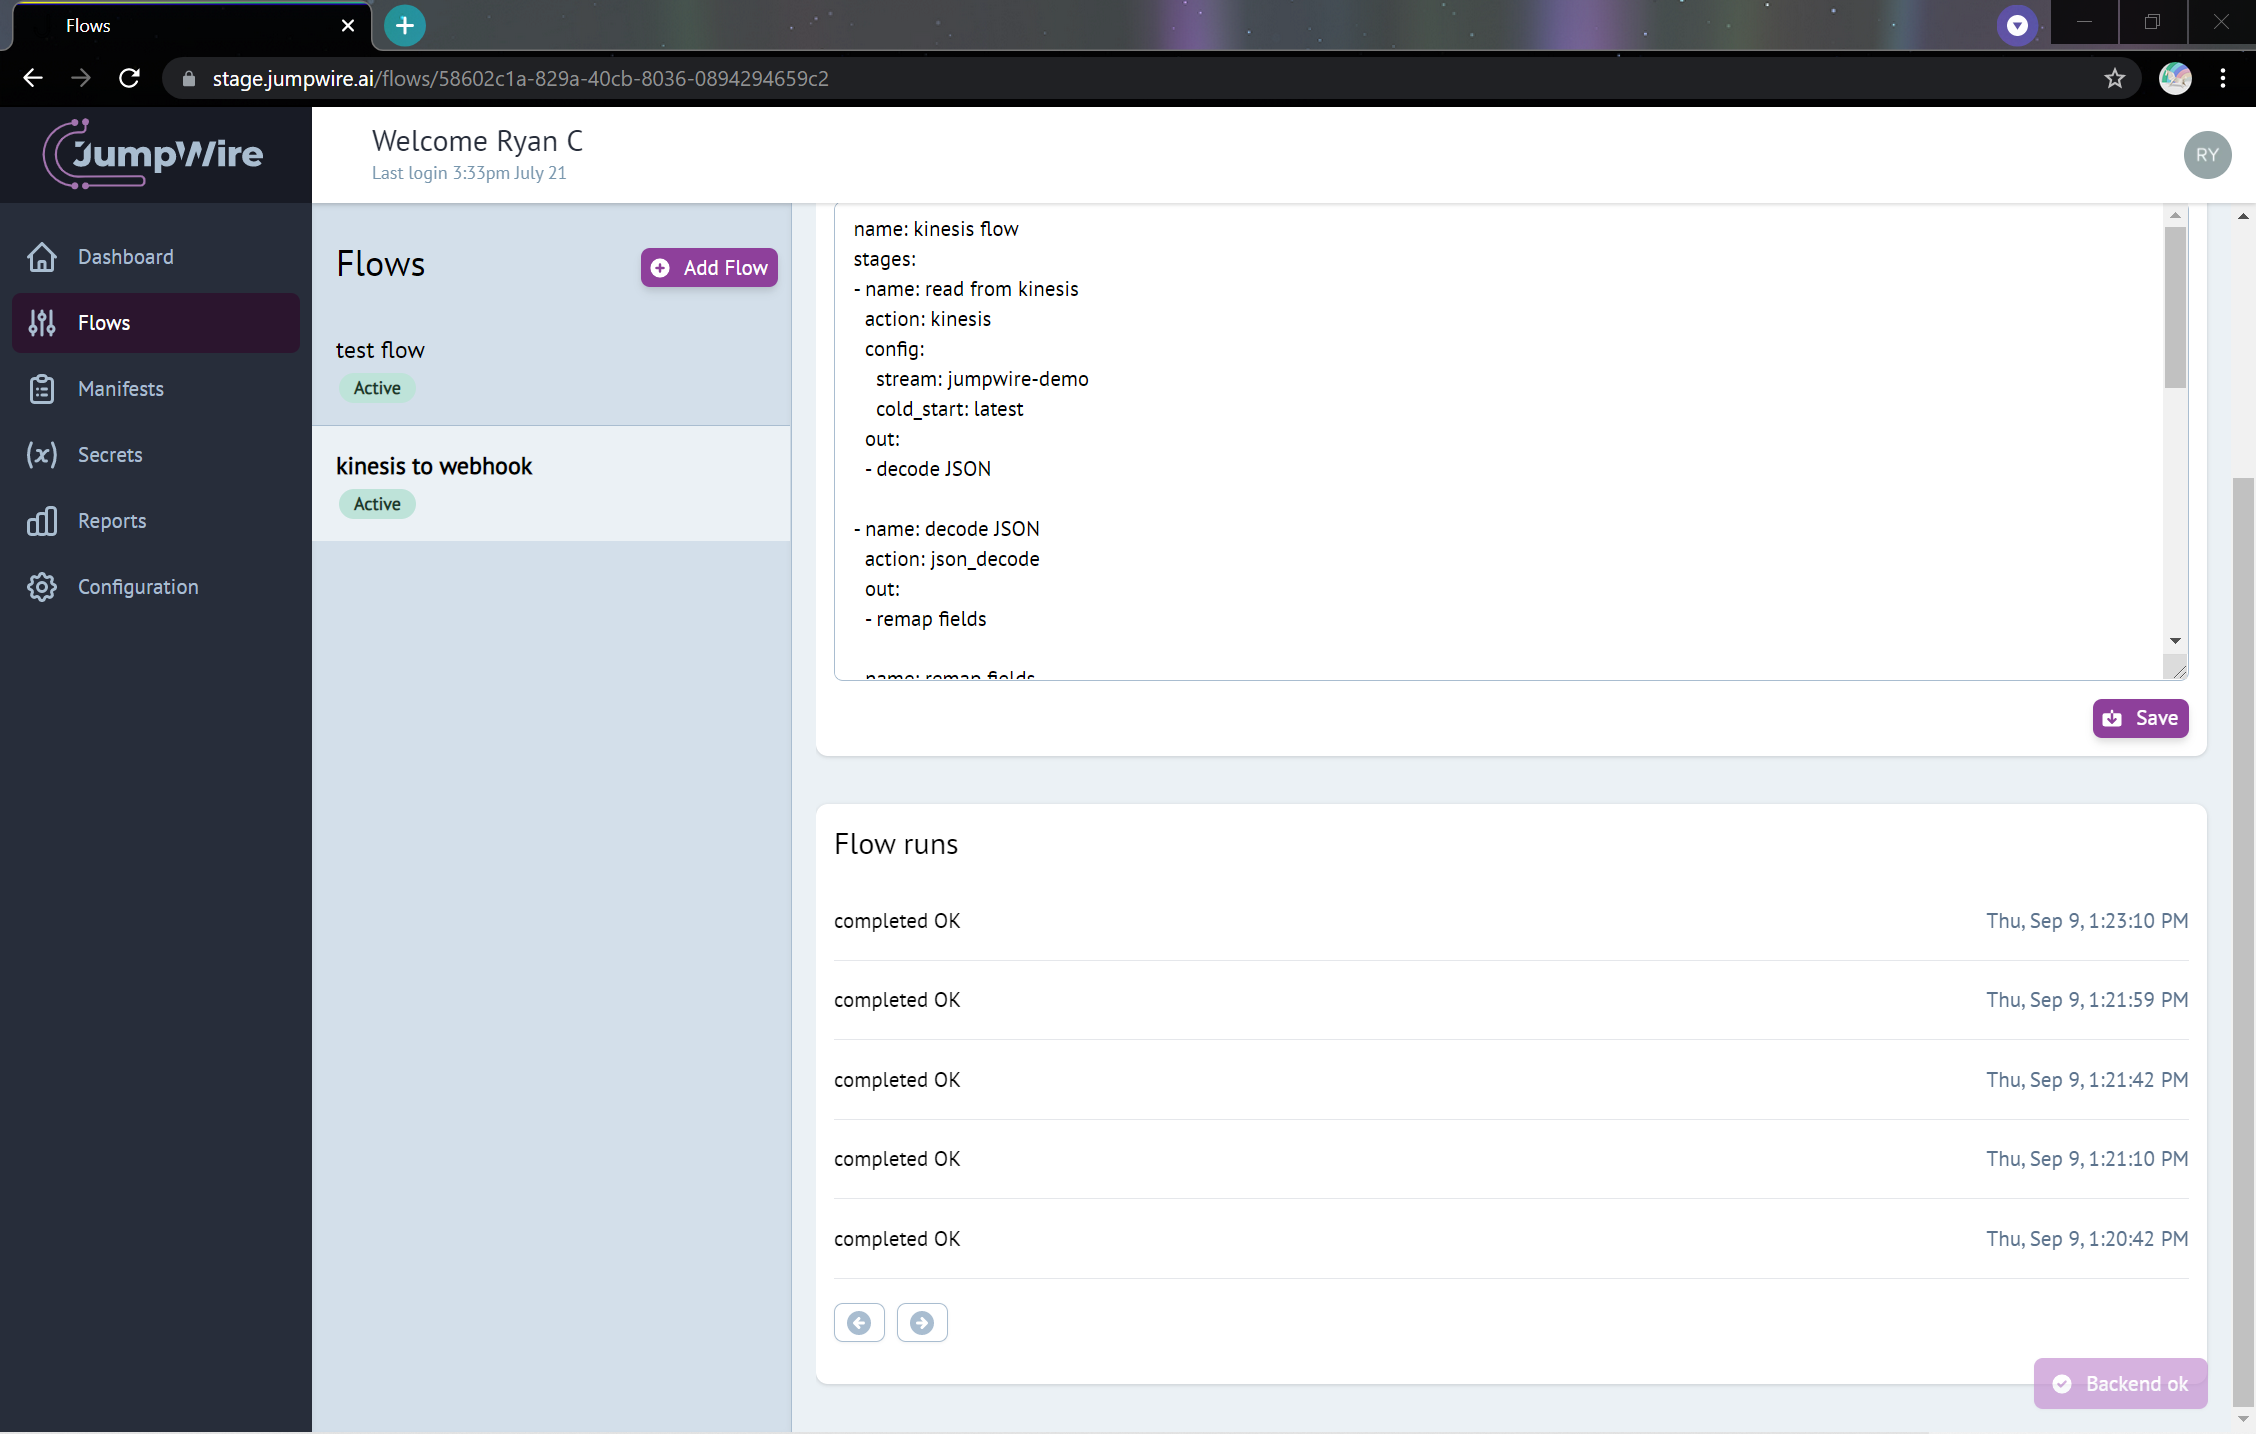 Flows
stage.jumpwire.ai/flows/58602c1a-829a-40cb-8036-0894294659c2
JumpWire
Welcome Ryan C
Last login 3:33pm July 21
RY
Dashboard
Flows
Manifests
(x) Secrets
Reports
Configuration
Flows
Add Flow
test flow
Active
kinesis to webhook
Active
name: kinesis flow
stages:
- name: read from kinesis
action: kinesis
config:
stream: jumpwire-demo
cold_start: latest
out:
- decode JSON
- name: decode JSON
action: json_decode
out:
- remap fields
name: remap fields
Save
Flow runs
completed OK Thu, Sep 9, 1:23:10 PM
completed OK Thu, Sep 9, 1:21:59 PM
completed OK Thu, Sep 9, 1:21:42 PM
completed OK Thu, Sep 9, 1:21:10 PM
completed OK Thu, Sep 9, 1:20:42 PM
Backend ok